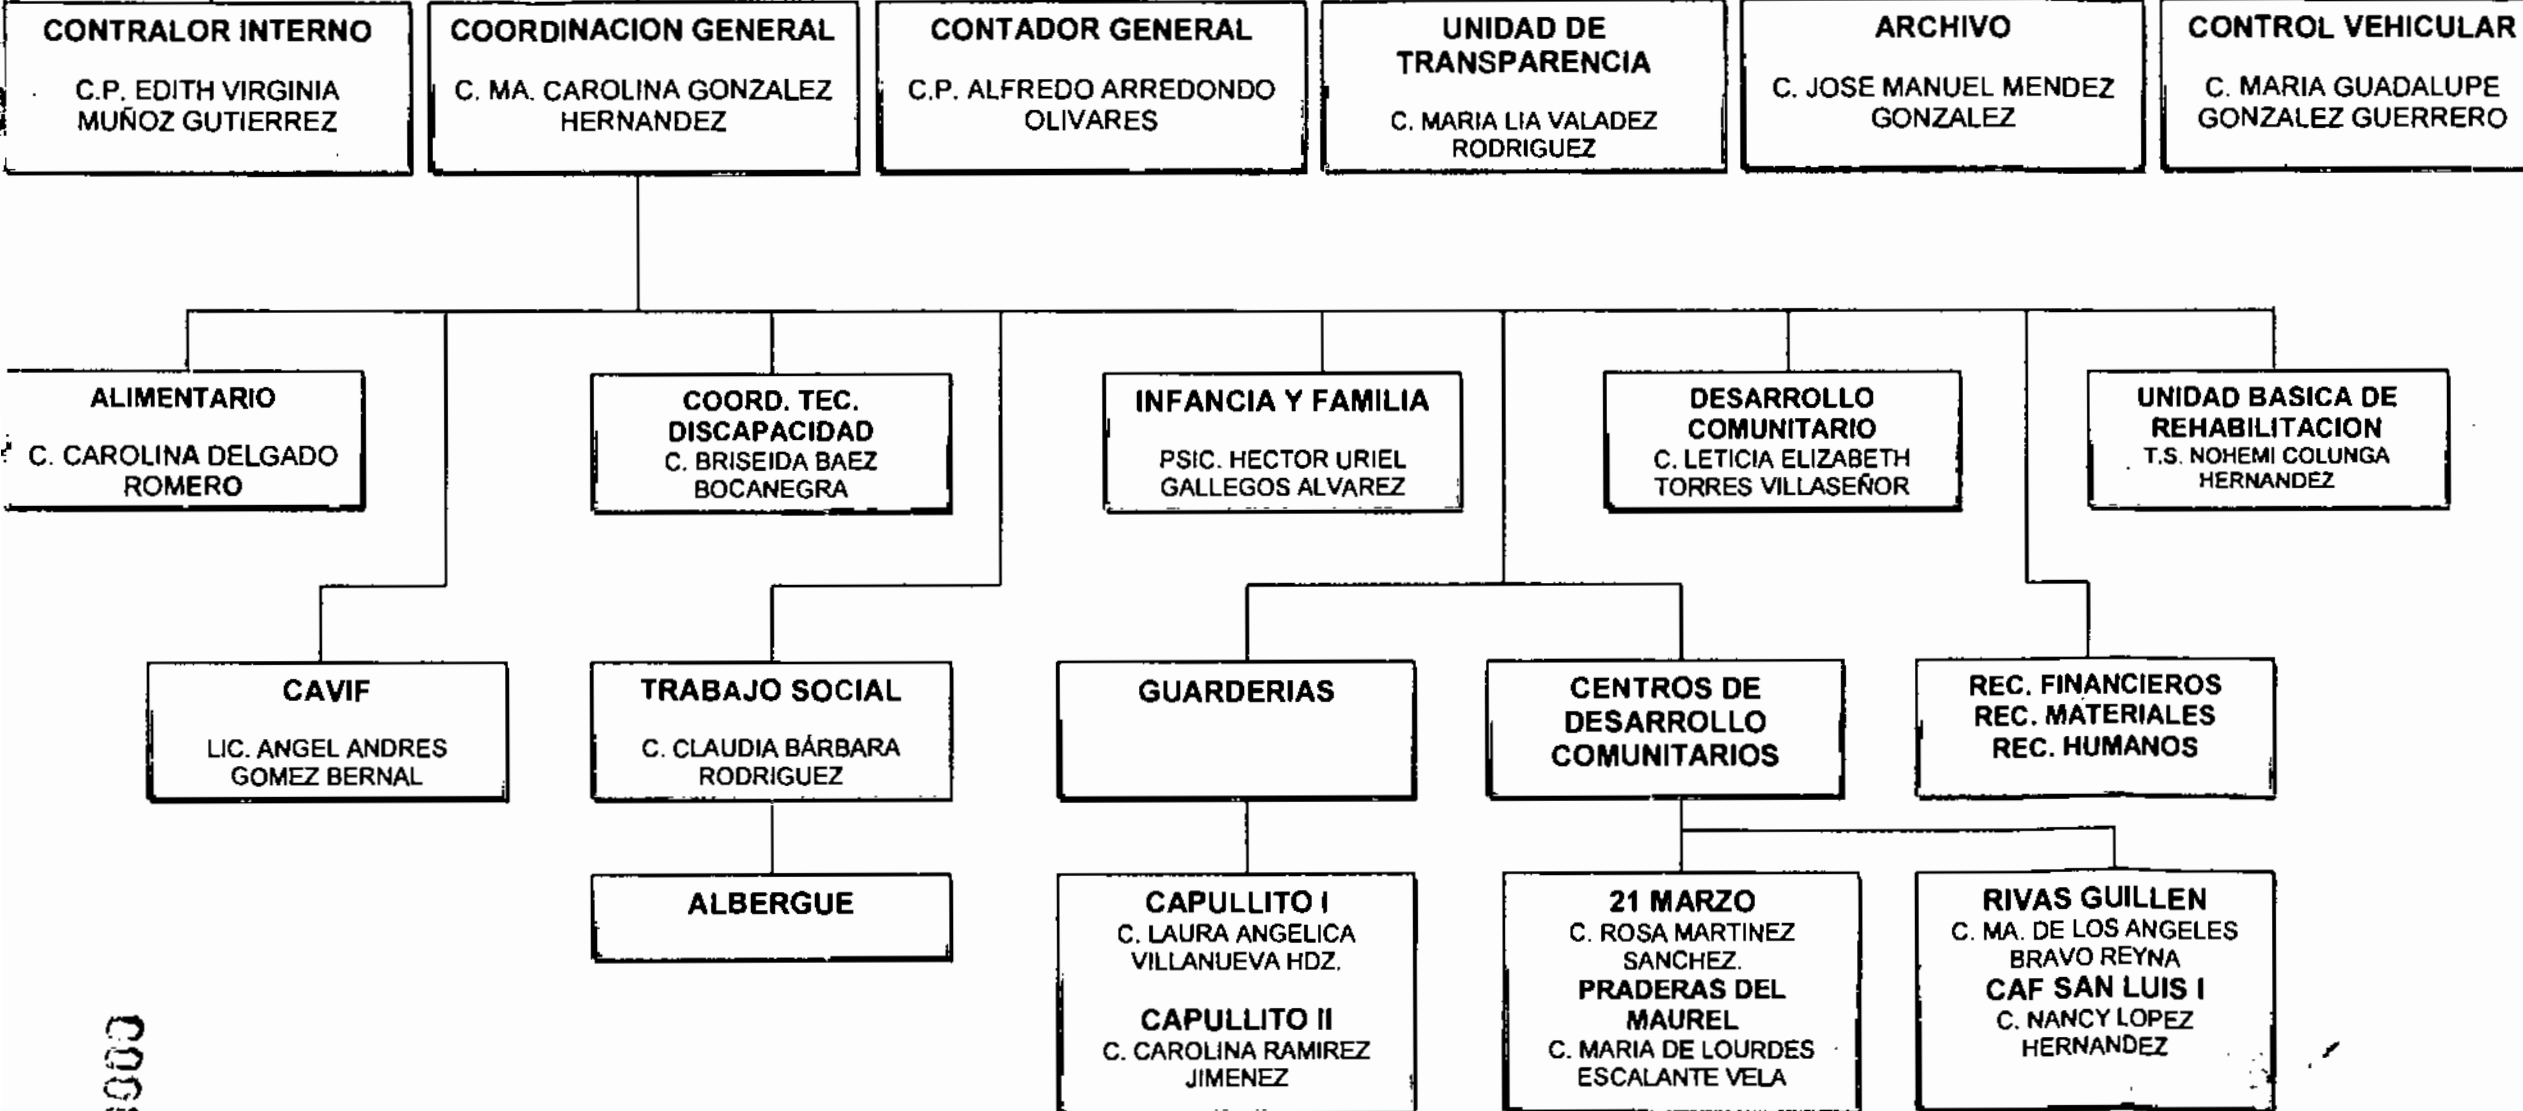 CONTRALOR INTERNO
C.P. EDITH VIRGINIA
MUÑOZ GUTIERREZ
COORDINACION GENERAL
C. MA. CAROLINA GONZALEZ
HERNANDEZ
CONTADOR GENERAL
C.P. ALFREDO ARREDONDO
OLIVARES
UNIDAD DE
TRANSPARENCIA
C. MARIA LIA VALADEZ
RODRIGUEZ
ARCHIVO
C. JOSE MANUEL MENDEZ
GONZALEZ
CONTROL VEHICULAR
C. MARIA GUADALUPE
GONZALEZ GUERRERO
ALIMENTARIO
C. CAROLINA DELGADO
ROMERO
COORD. TEC.
DISCAPACIDAD
C. BRISEIDA BAEZ
BOCANEGRA
INFANCIA Y FAMILIA
PSIC. HECTOR URIEL
GALLEGOS ALVAREZ
DESARROLLO
COMUNITARIO
C. LETICIA ELIZABETH
TORRES VILLASEÑOR
UNIDAD BASICA DE
REHABILITACION
T.S. NOHEMI COLUNGA
HERNANDEZ
CAVIF
LIC. ANGEL ANDRES
GOMEZ BERNAL
TRABAJO SOCIAL
C. CLAUDIA BÁRBARA
RODRIGUEZ
GUARDERIAS
CENTROS DE
DESARROLLO
COMUNITARIOS
REC. FINANCIEROS
REC. MATERIALES
REC. HUMANOS
ALBERGUE
CAPULLITO I
C. LAURA ANGELICA
VILLANUEVA HDZ.
CAPULLITO II
C. CAROLINA RAMIREZ
JIMENEZ
21 MARZO
C. ROSA MARTINEZ
SANCHEZ.
PRADERAS DEL
MAUREL
C. MARIA DE LOURDES
ESCALANTE VELA
RIVAS GUILLEN
C. MA. DE LOS ANGELES
BRAVO REYNA
CAF SAN LUIS I
C. NANCY LOPEZ
HERNANDEZ